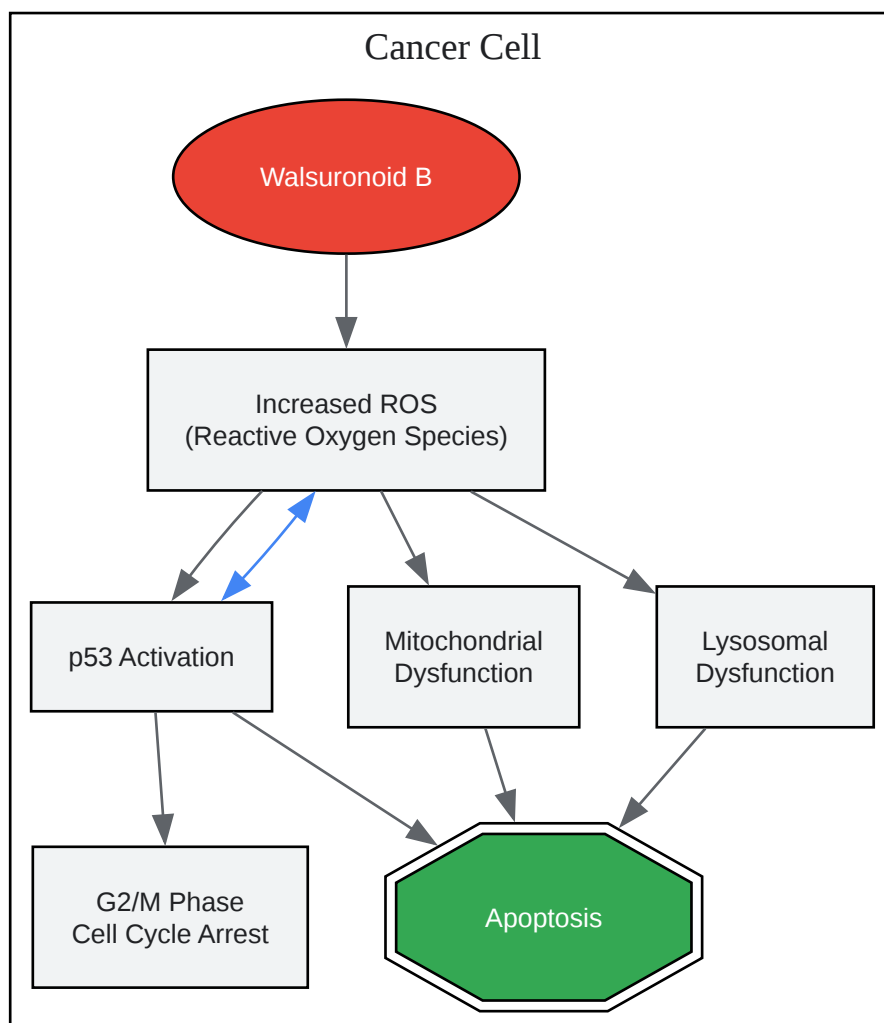 Cancer Cell
Walsuronoid B
Increased ROS
(Reactive Oxygen Species)
p53 Activation
Mitochondrial
Dysfunction
Lysosomal
Dysfunction
G2/M Phase
Cell Cycle Arrest
Apoptosis